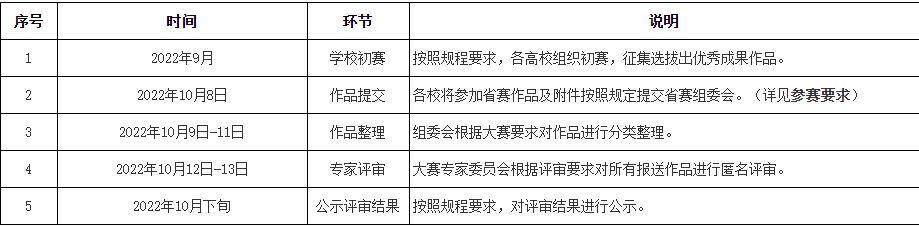 序号 时间 环节 说明
1 2022年9月 学校初赛 按照规程要求，各高校组织初赛，征集选拔出优秀成果作品。
2 2022年10月8日 作品提交 各校将参加省赛作品及附件按照规定提交省赛组委会。（详见参赛要求）
3 2022年10月9日-11日 作品整理 组委会根据大赛要求对作品进行分类整理。
4 2022年10月12日-13日 专家评审 大赛专家委员会根据评审要求对所有报送作品进行匿名评审。
5 2022年10月下旬 公示评审结果 按照规程要求，对评审结果进行公示。